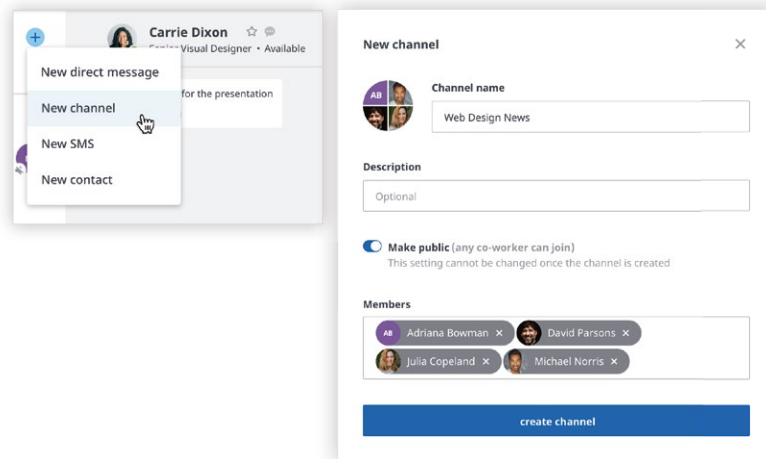 Carrie Dixon
Senior Visual Designer • Available
for the presentation
New direct message
New channel
New SMS
New contact
New channel
Channel name
AB
Web Design News
Description
Optional
Make public (any co-worker can join)
This setting cannot be changed once the channel is created
Members
AB Adriana Bowman × David Parsons ×
Julia Copeland × Michael Norris ×
create channel